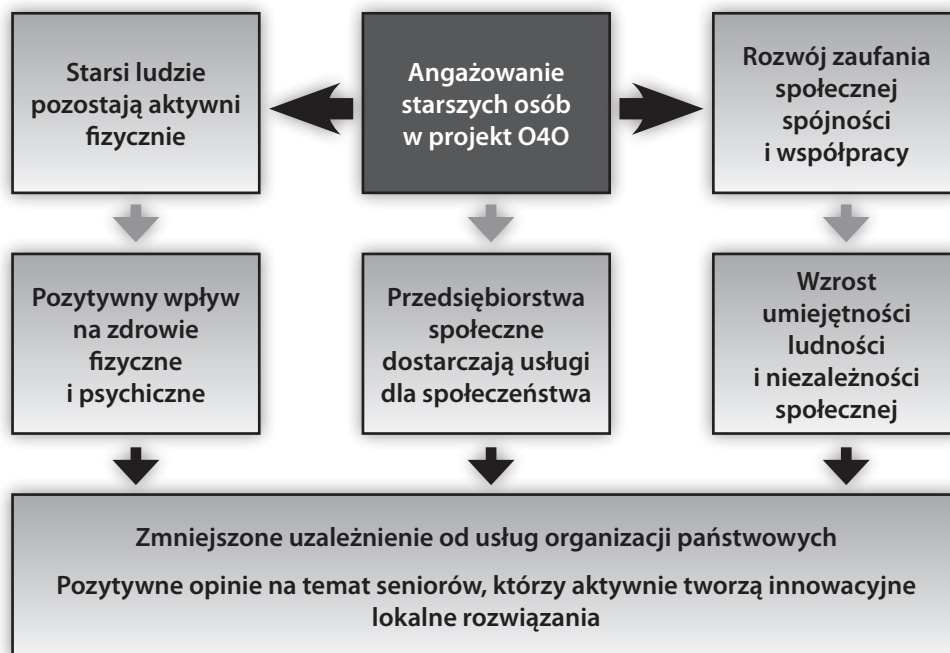 Starsi ludzie
pozostają aktywni
fizycznie
Angażowanie
starszych osób
w projekt O4O
Rozwój zaufania
społecznej
spójności
i współpracy
Pozytywny wpływ
na zdrowie
fizyczne
i psychiczne
Przedsiębiorstwa
społeczne
dostarczają usługi
dla społeczeństwa
Wzrost
umiejętności
ludności
i niezależności
społecznej
Zmniejszone uzależnienie od usług organizacji państwowych
Pozytywne opinie na temat seniorów, którzy aktywnie tworzą innowacyjne
lokalne rozwiązania